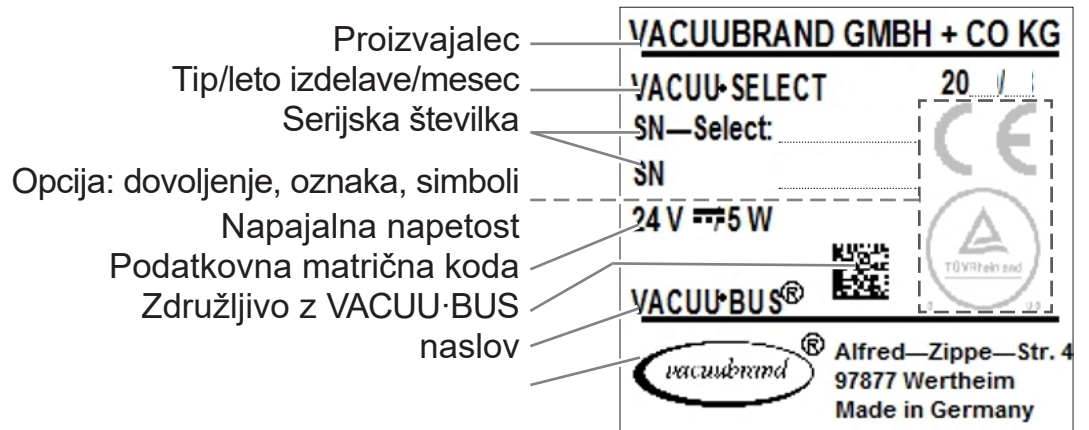 Proizvajalec
Tip/leto izdelave/mesec
Serijska številka
Opcija: dovoljenje, oznaka, simboli
Napajalna napetost
Podatkovna matrična koda
Združljivo z VACUU·BUS
naslov
VACUUBRAND GMBH + CO KG
VACUU·SELECT 20 /
SN—Select:
SN
24 V 5 W
VACUU·BUS®
CE
TÜVRheinland
vacuubrand ®
Alfred—Zippe—Str. 4
97877 Wertheim
Made in Germany